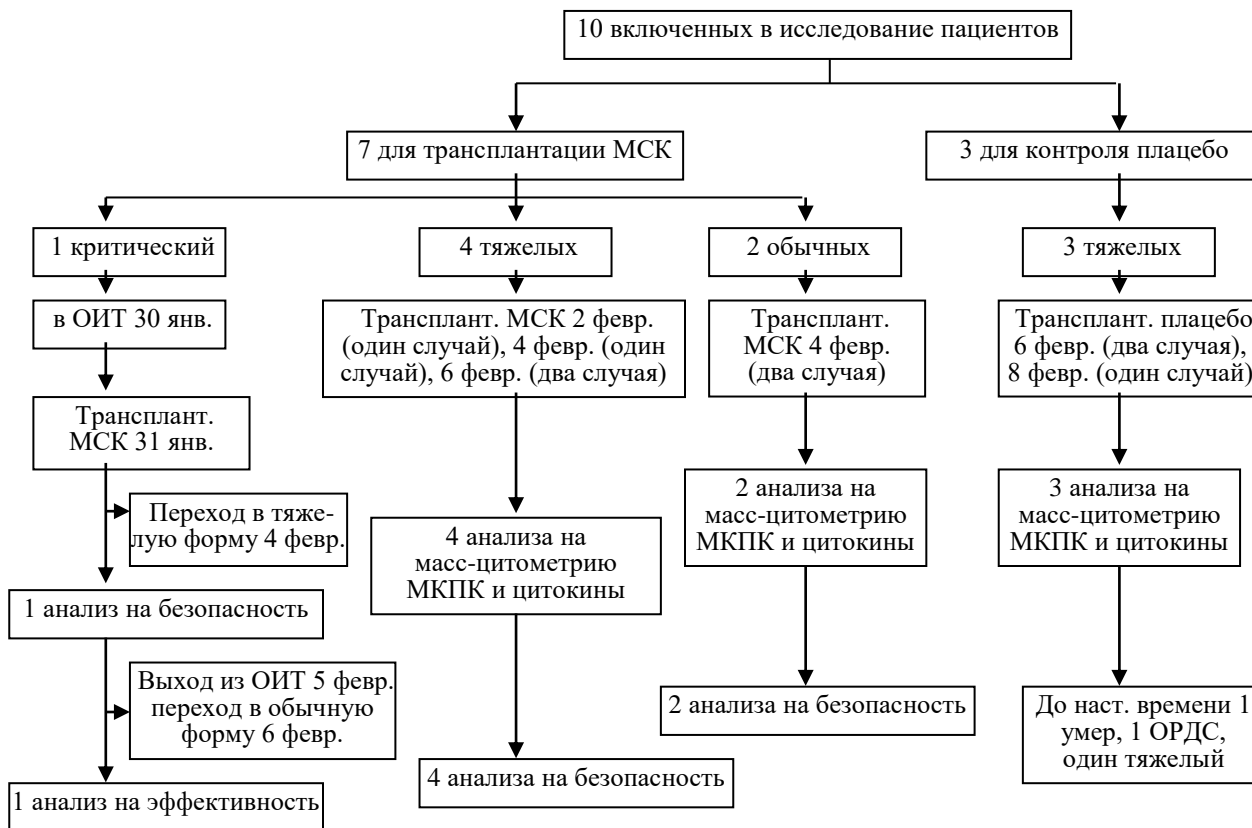 10 включенных в исследование пациентов
7 для трансплантации МСК
3 для контроля плацебо
1 критический
4 тяжелых
2 обычных
3 тяжелых
в ОИТ 30 янв.
Трансплант. МСК 2 февр.
(один случай), 4 февр. (один
случай), 6 февр. (два случая)
Трансплант.
МСК 4 февр.
(два случая)
Трансплант. плацебо
6 февр. (два случая),
8 февр. (один случай)
Трансплант.
МСК 31 янв.
Переход в тяже-
лую форму 4 февр.
4 анализа на
масс-цитометрию
МКПК и цитокины
2 анализа на
масс-цитометрию
МКПК и цитокины
3 анализа на
масс-цитометрию
МКПК и цитокины
1 анализ на безопасность
Выход из ОИТ 5 февр.
переход в обычную
форму 6 февр.
2 анализа на безопасность
До наст. времени 1
умер, 1 ОРДС,
один тяжелый
4 анализа на безопасность
1 анализ на эффективность